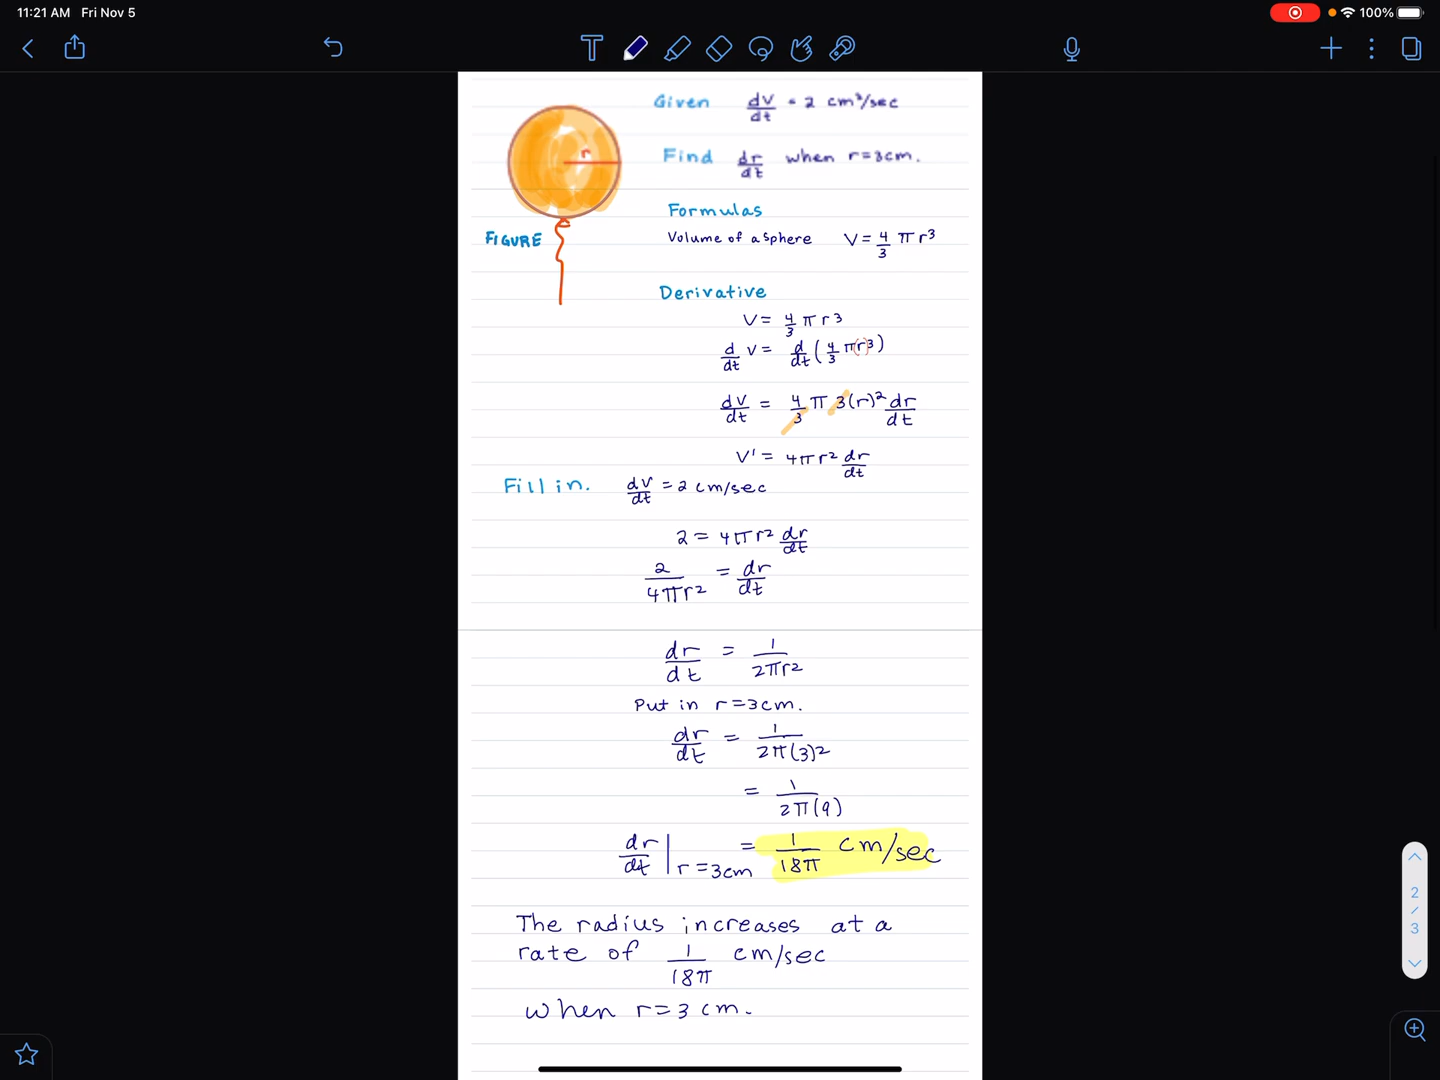 11:21 AM Fri Nov 5
100%
T
Given dV/dt = 2 cm³/sec
Find dr/dt when r=3cm.
r
Formulas
FIGURE
Volume of a sphere V = 4/3 π r³
Derivative
V = 4/3 π r³
d/dt V = d/dt (4/3 π(r)³)
dV/dt = 4/3 π 3(r)² dr/dt
V' = 4πr² dr/dt
Fill in. dV/dt = 2 cm/sec
2 = 4πr² dr/dt
2/4πr² = dr/dt
dr/dt = 1/2πr²
Put in r=3cm.
dr/dt = 1/2π(3)²
= 1/2π(9)
dr/dt | r=3cm = 1/18π cm/sec
The radius increases at a
rate of 1/18π cm/sec
when r=3 cm.
2 / 3